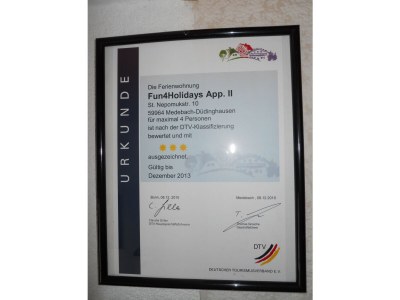 URKUNDE
Die Ferienwohnung
Fun4Holidays App. II
St. Nepomukstr. 10
59964 Medebach-Düdinghausen
für maximal 4 Personen
ist nach der DTV-Klassifizierung
bewertet und mit
ausgezeichnet.
Gültig bis
Dezember 2013
DTV
DEUTSCHER TOURISMUSVERBAND E.V.